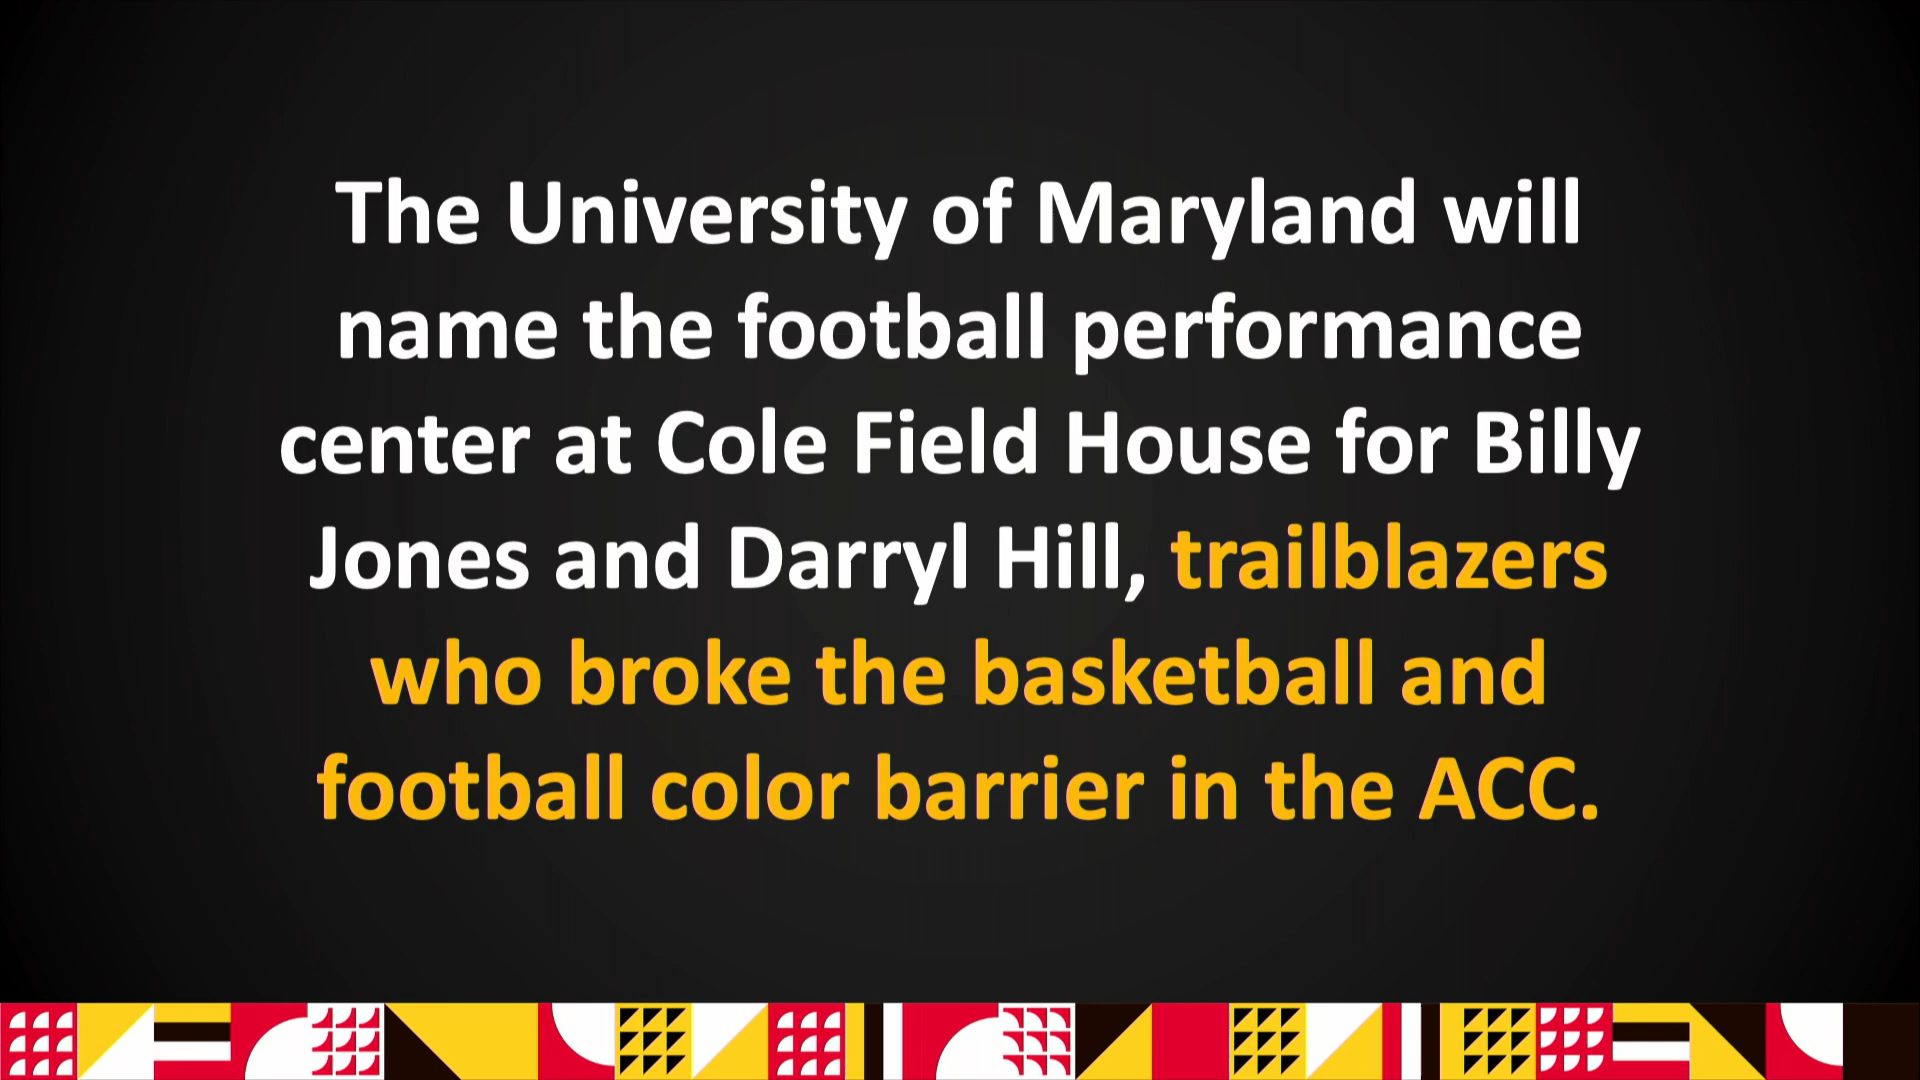 The University of Maryland will
name the football performance
center at Cole Field House for Billy
Jones and Darryl Hill, trailblazers
who broke the basketball and
football color barrier in the ACC.